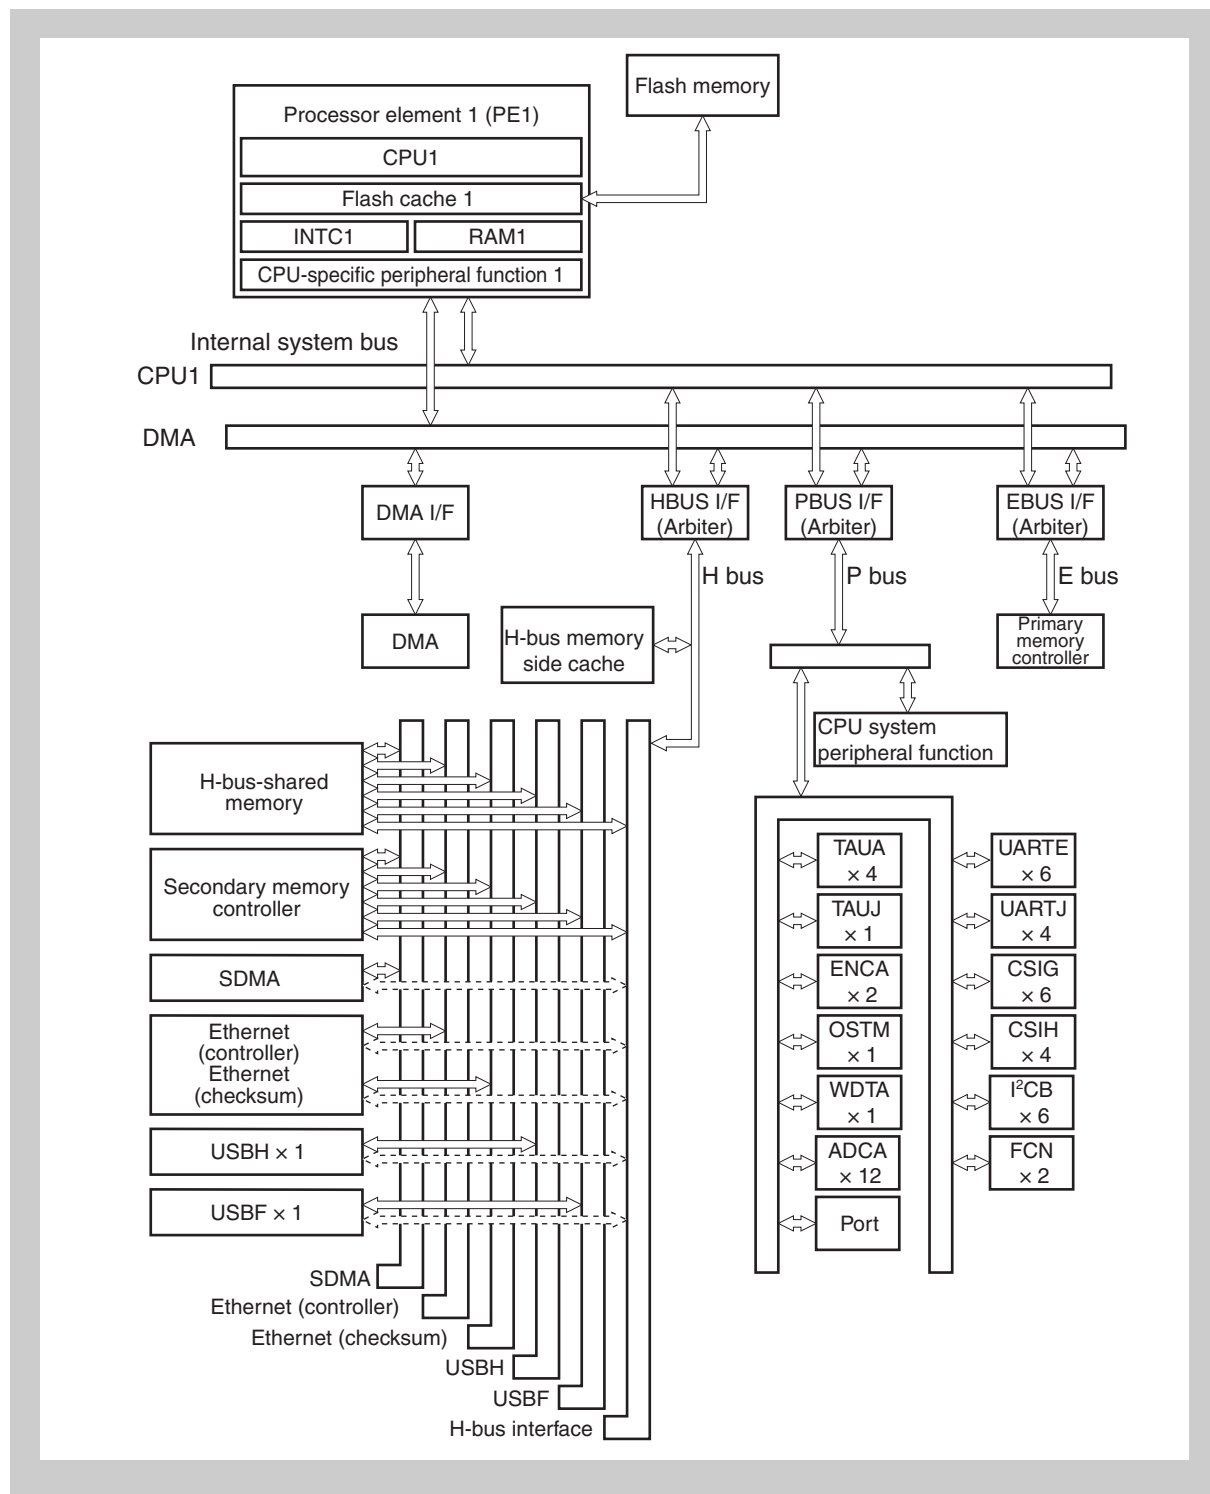 Flash memory
Processor element 1 (PE1)
CPU1
Flash cache 1
INTC1
RAM1
CPU-specific peripheral function 1
Internal system bus
CPU1
DMA
DMA I/F
HBUS I/F
(Arbiter)
PBUS I/F
(Arbiter)
EBUS I/F
(Arbiter)
H bus
P bus
E bus
DMA
H-bus memory
side cache
Primary
memory
controller
CPU system
peripheral function
H-bus-shared
memory
Secondary memory
controller
SDMA
Ethernet
(controller)
Ethernet
(checksum)
USBH × 1
USBF × 1
SDMA
Ethernet (controller)
Ethernet (checksum)
USBH
USBF
H-bus interface
TAUA
× 4
TAUJ
× 1
ENCA
× 2
OSTM
× 1
WDTA
× 1
ADCA
× 12
Port
UARTE
× 6
UARTJ
× 4
CSIG
× 6
CSIH
× 4
I²CB
× 6
FCN
× 2